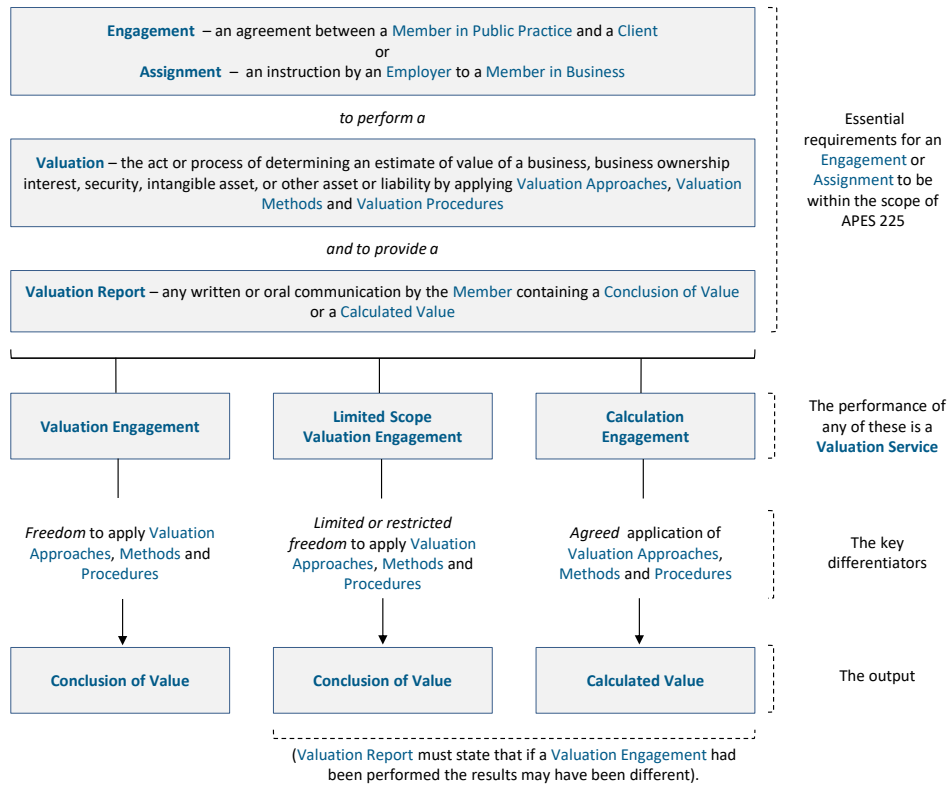 Engagement – an agreement between a Member in Public Practice and a Client
or
Assignment – an instruction by an Employer to a Member in Business
to perform a
Valuation – the act or process of determining an estimate of value of a business, business ownership
interest, security, intangible asset, or other asset or liability by applying Valuation Approaches, Valuation
Methods and Valuation Procedures
and to provide a
Valuation Report – any written or oral communication by the Member containing a Conclusion of Value
or a Calculated Value
Essential
requirements for an
Engagement or
Assignment to be
within the scope of
APES 225
Valuation Engagement
Limited Scope
Valuation Engagement
Calculation
Engagement
The performance of
any of these is a
Valuation Service
Freedom to apply Valuation
Approaches, Methods and
Procedures
Limited or restricted
freedom to apply Valuation
Approaches, Methods and
Procedures
Agreed application of
Valuation Approaches,
Methods and Procedures
The key
differentiators
Conclusion of Value
Conclusion of Value
Calculated Value
The output
(Valuation Report must state that if a Valuation Engagement had
been performed the results may have been different).